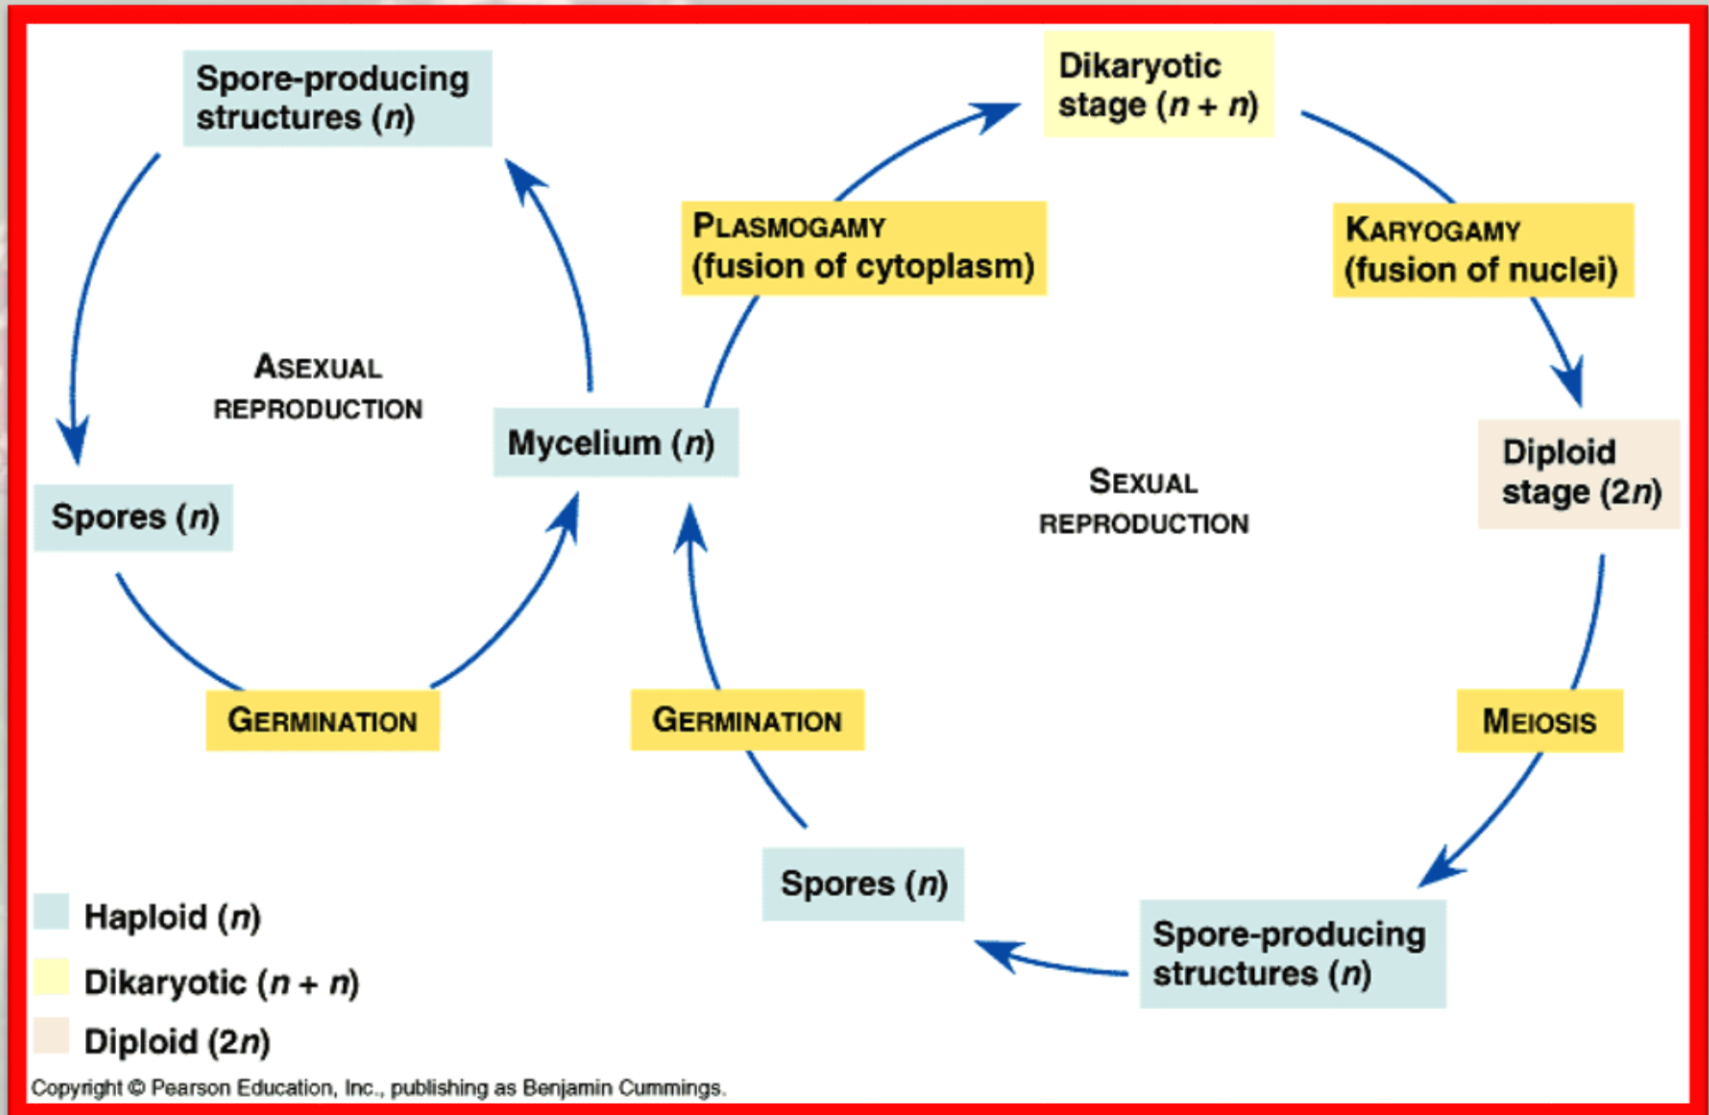 Spore-producing
structures (n)
Dikaryotic
stage (n + n)
PLASMOGAMY
(fusion of cytoplasm)
KARYOGAMY
(fusion of nuclei)
ASEXUAL
REPRODUCTION
Mycelium (n)
Diploid
stage (2n)
SEXUAL
REPRODUCTION
Spores (n)
GERMINATION
GERMINATION
MEIOSIS
Spores (n)
Spore-producing
structures (n)
Haploid (n)
Dikaryotic (n + n)
Diploid (2n)
Copyright © Pearson Education, Inc., publishing as Benjamin Cummings.